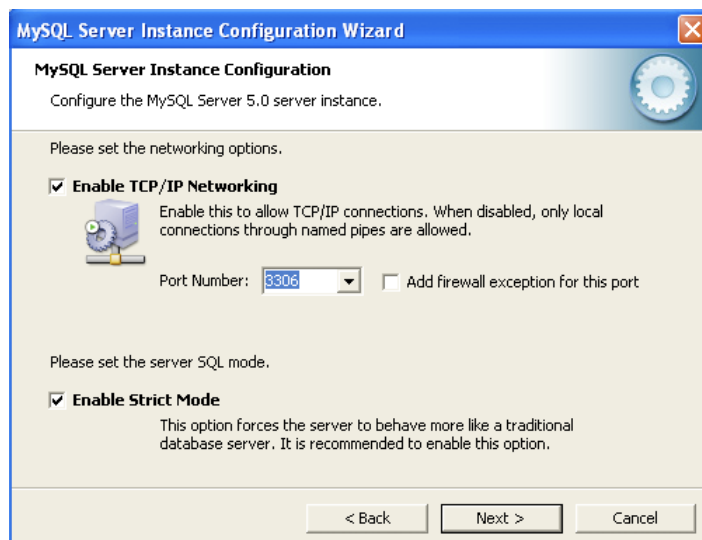 MySQL Server Instance Configuration Wizard
MySQL Server Instance Configuration
Configure the MySQL Server 5.0 server instance.
Please set the networking options.
Enable TCP/IP Networking
Enable this to allow TCP/IP connections. When disabled, only local
connections through named pipes are allowed.
Port Number: 3306 Add firewall exception for this port
Please set the server SQL mode.
Enable Strict Mode
This option forces the server to behave more like a traditional
database server. It is recommended to enable this option.
< Back Next > Cancel